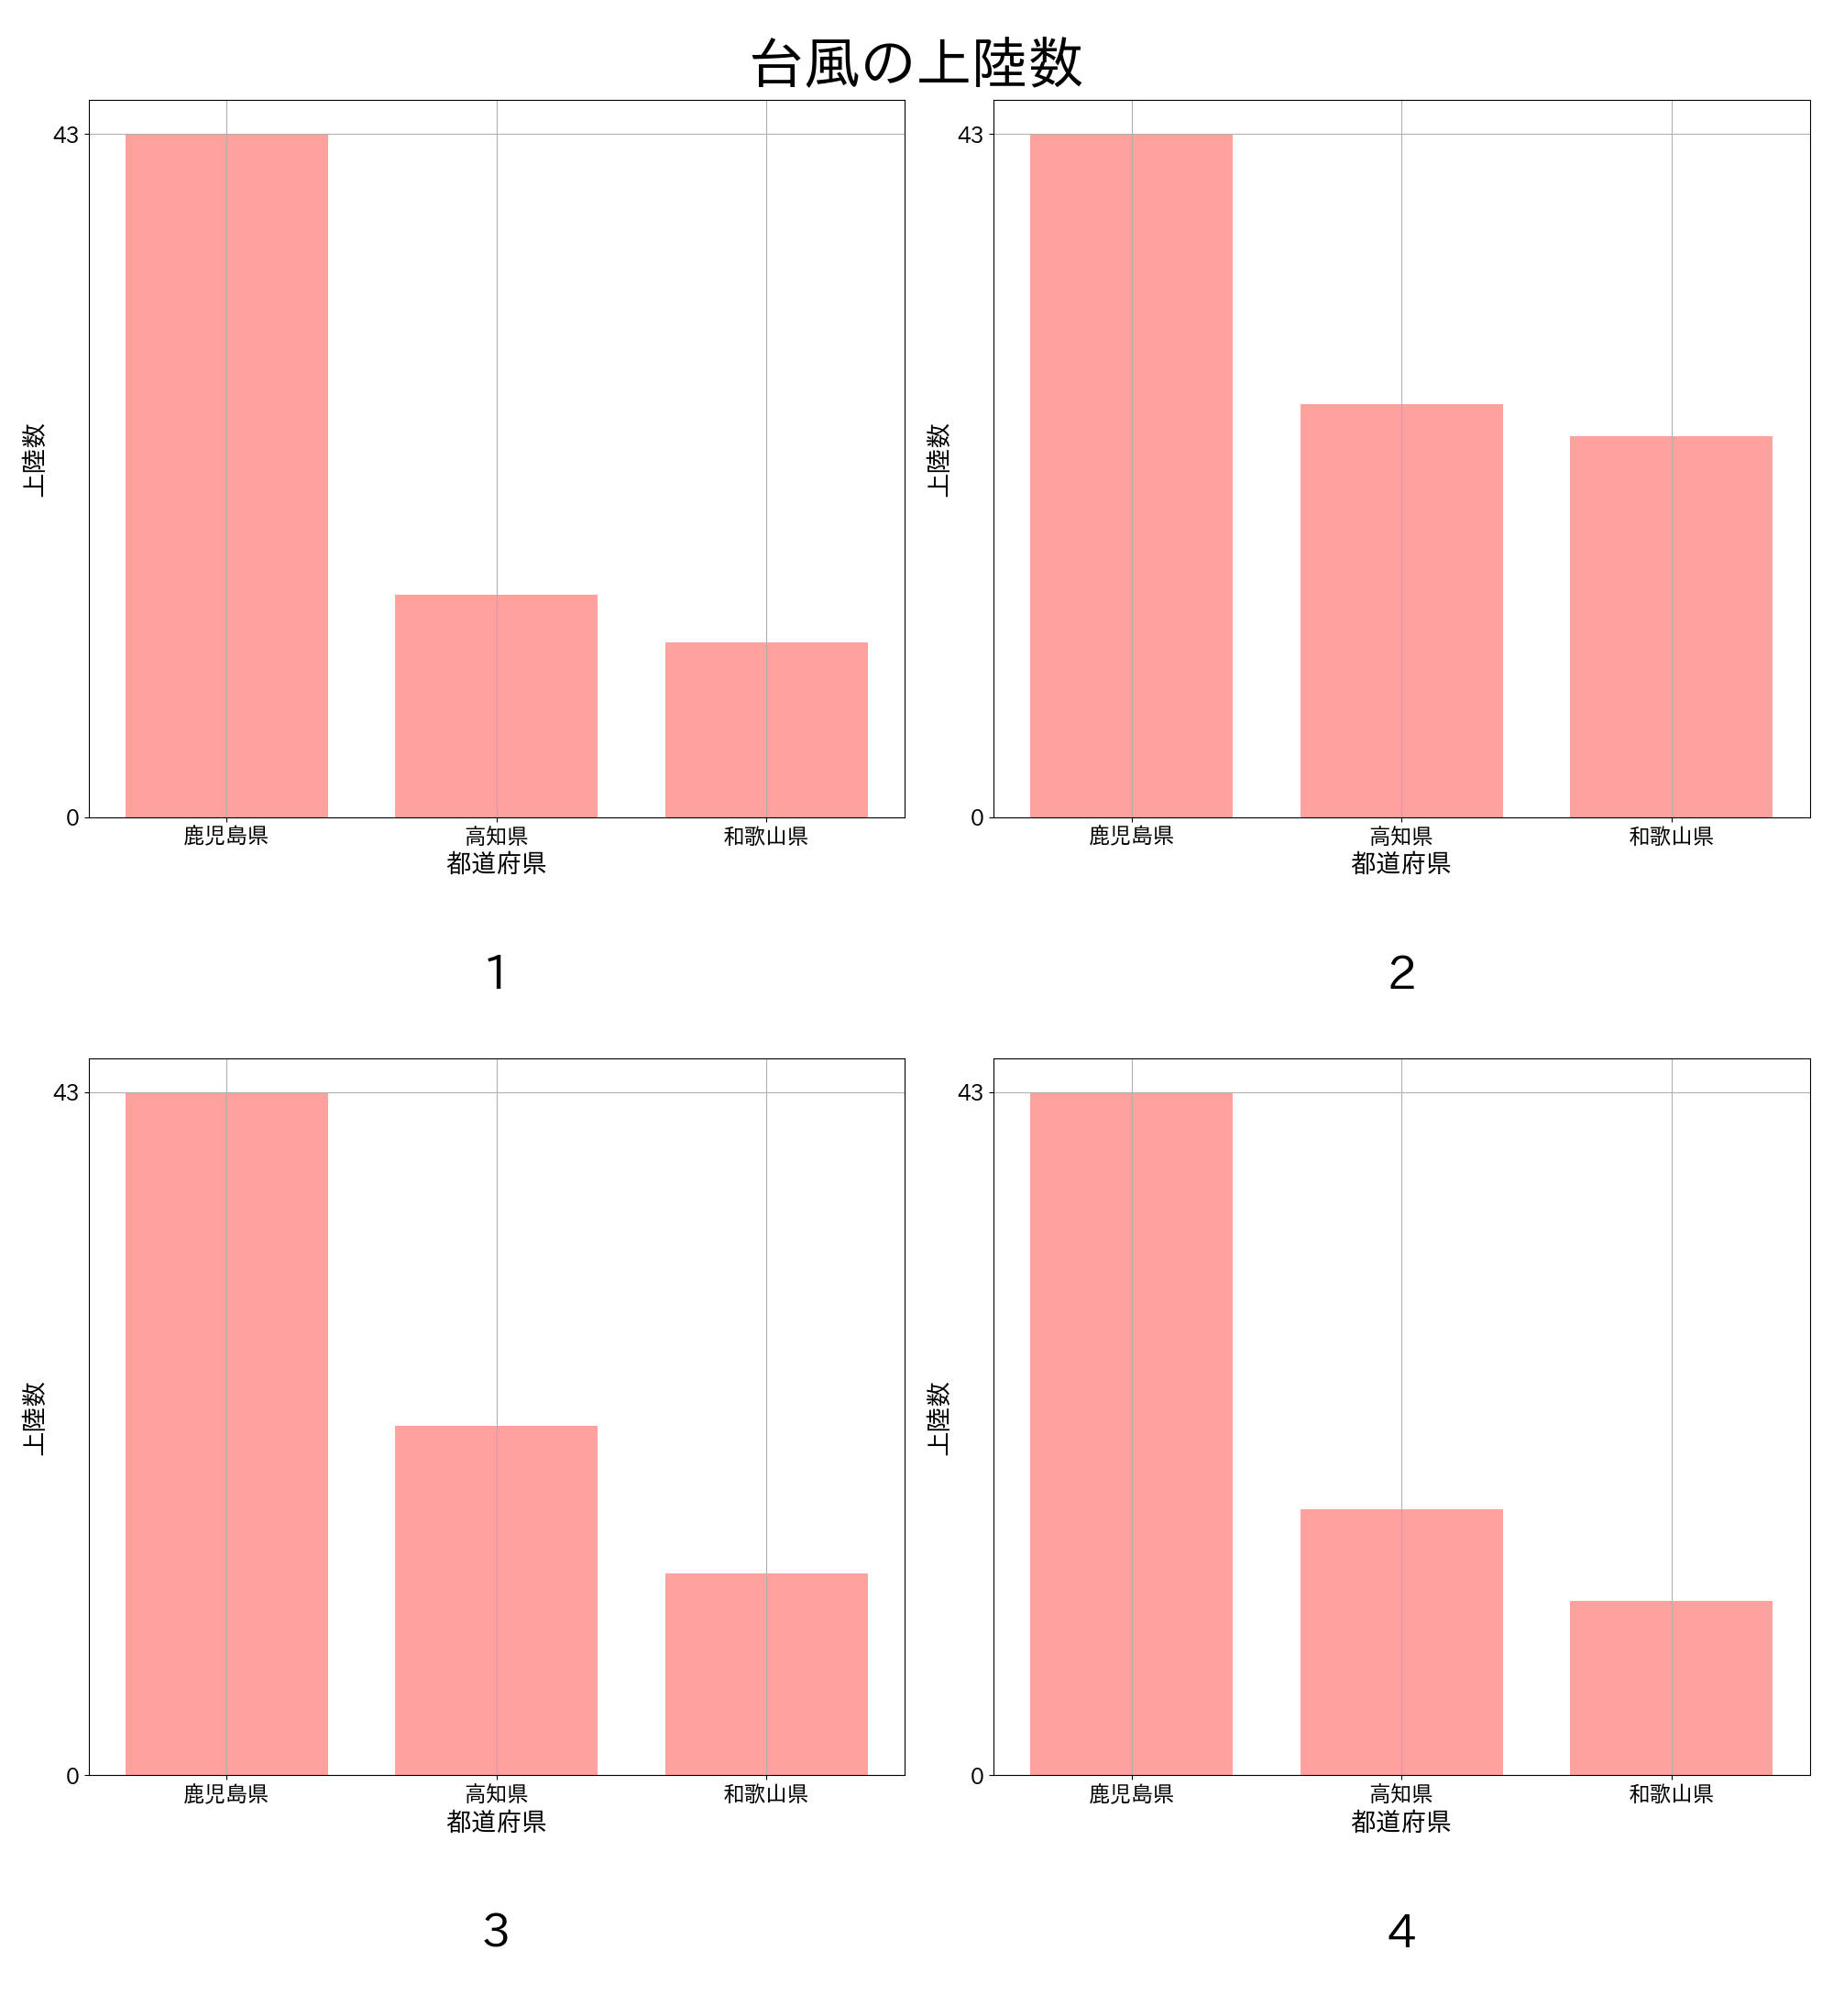 台風の上陸数
43
0
上陸数
鹿児島県 高知県 和歌山県
都道府県
1
43
0
上陸数
鹿児島県 高知県 和歌山県
都道府県
2
43
0
上陸数
鹿児島県 高知県 和歌山県
都道府県
3
43
0
上陸数
鹿児島県 高知県 和歌山県
都道府県
4